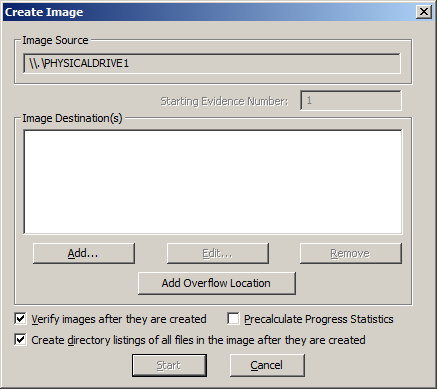 Create Image
Image Source
\\.\PHYSICALDRIVE1
Starting Evidence Number: 1
Image Destination(s)
Add... Edit... Remove
Add Overflow Location
Verify images after they are created Precalculate Progress Statistics
Create directory listings of all files in the image after they are created
Start Cancel